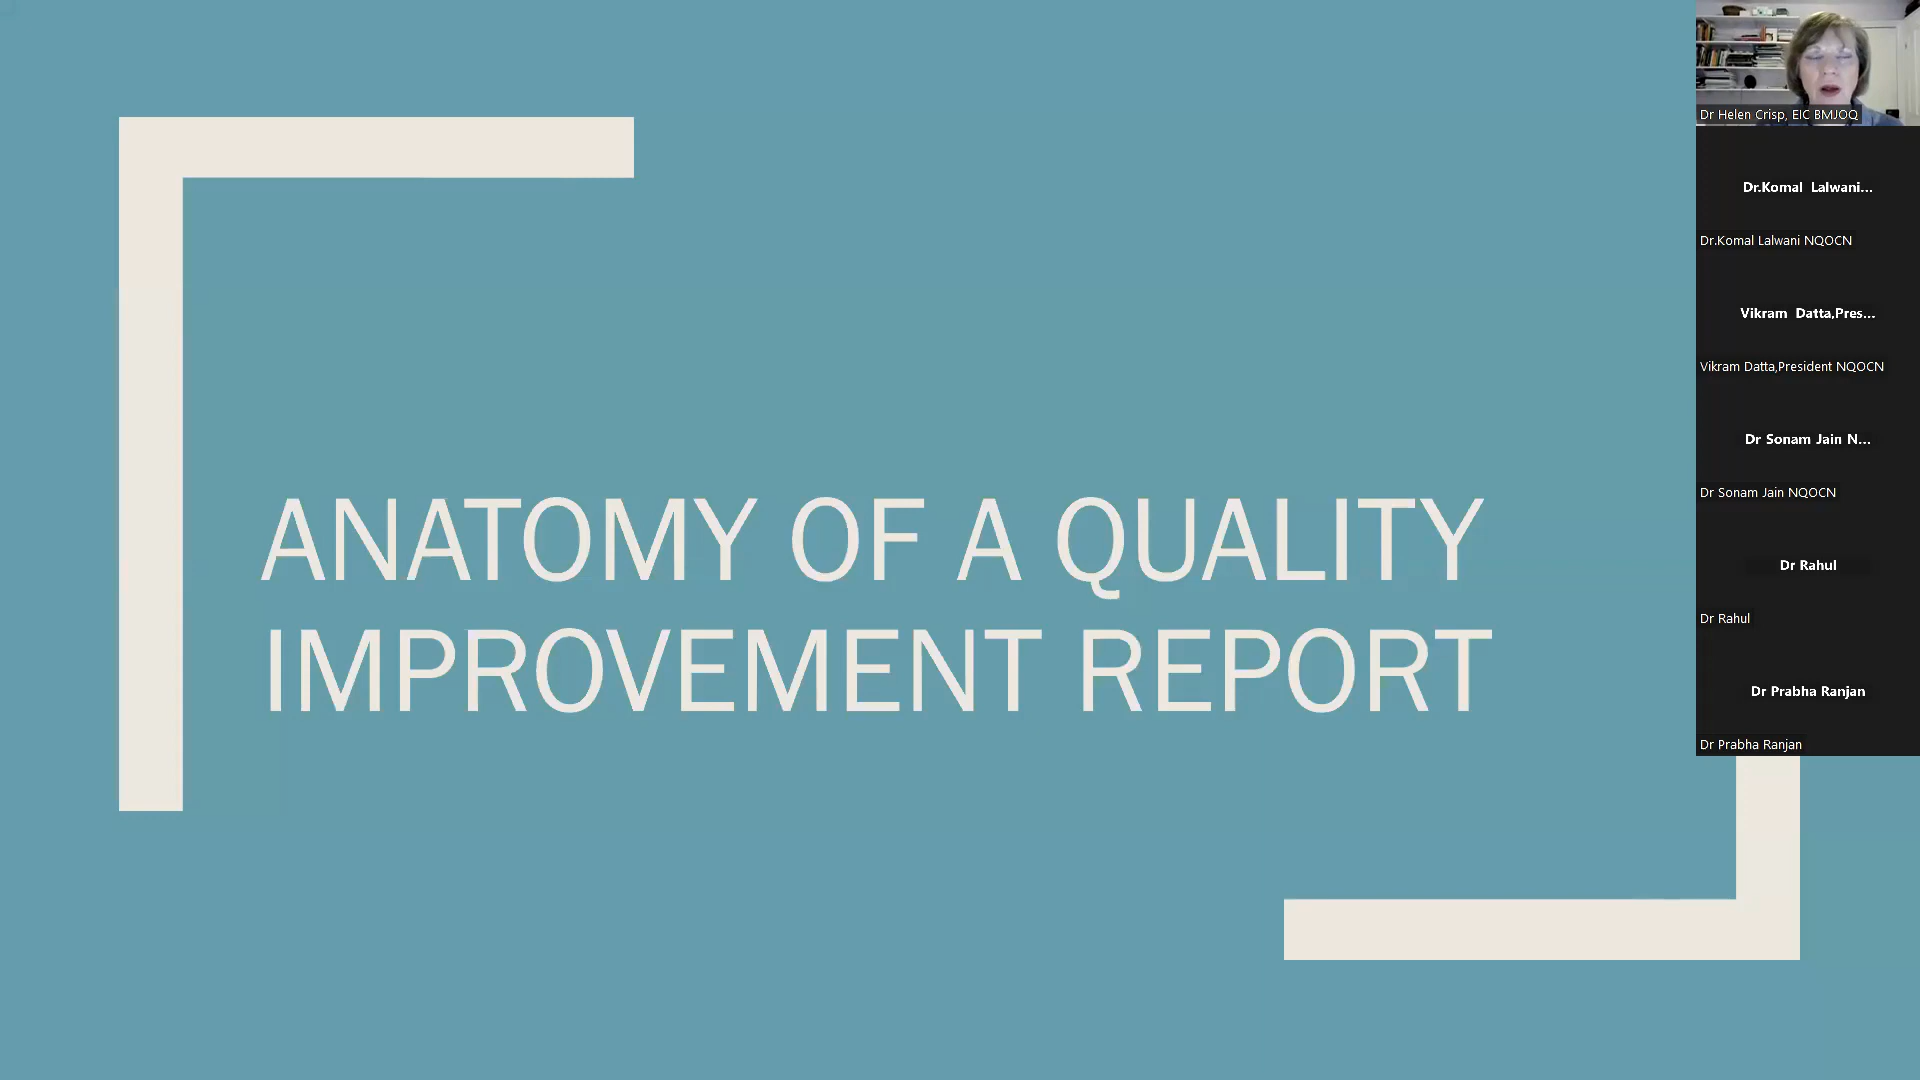 ANATOMY OF A QUALITY
IMPROVEMENT REPORT
Dr Helen Crisp, EIC BMJOQ
Dr.Komal Lalwani...
Dr.Komal Lalwani NQOCN
Vikram Datta,Pres...
Vikram Datta,President NQOCN
Dr Sonam Jain N...
Dr Sonam Jain NQOCN
Dr Rahul
Dr Rahul
Dr Prabha Ranjan
Dr Prabha Ranjan